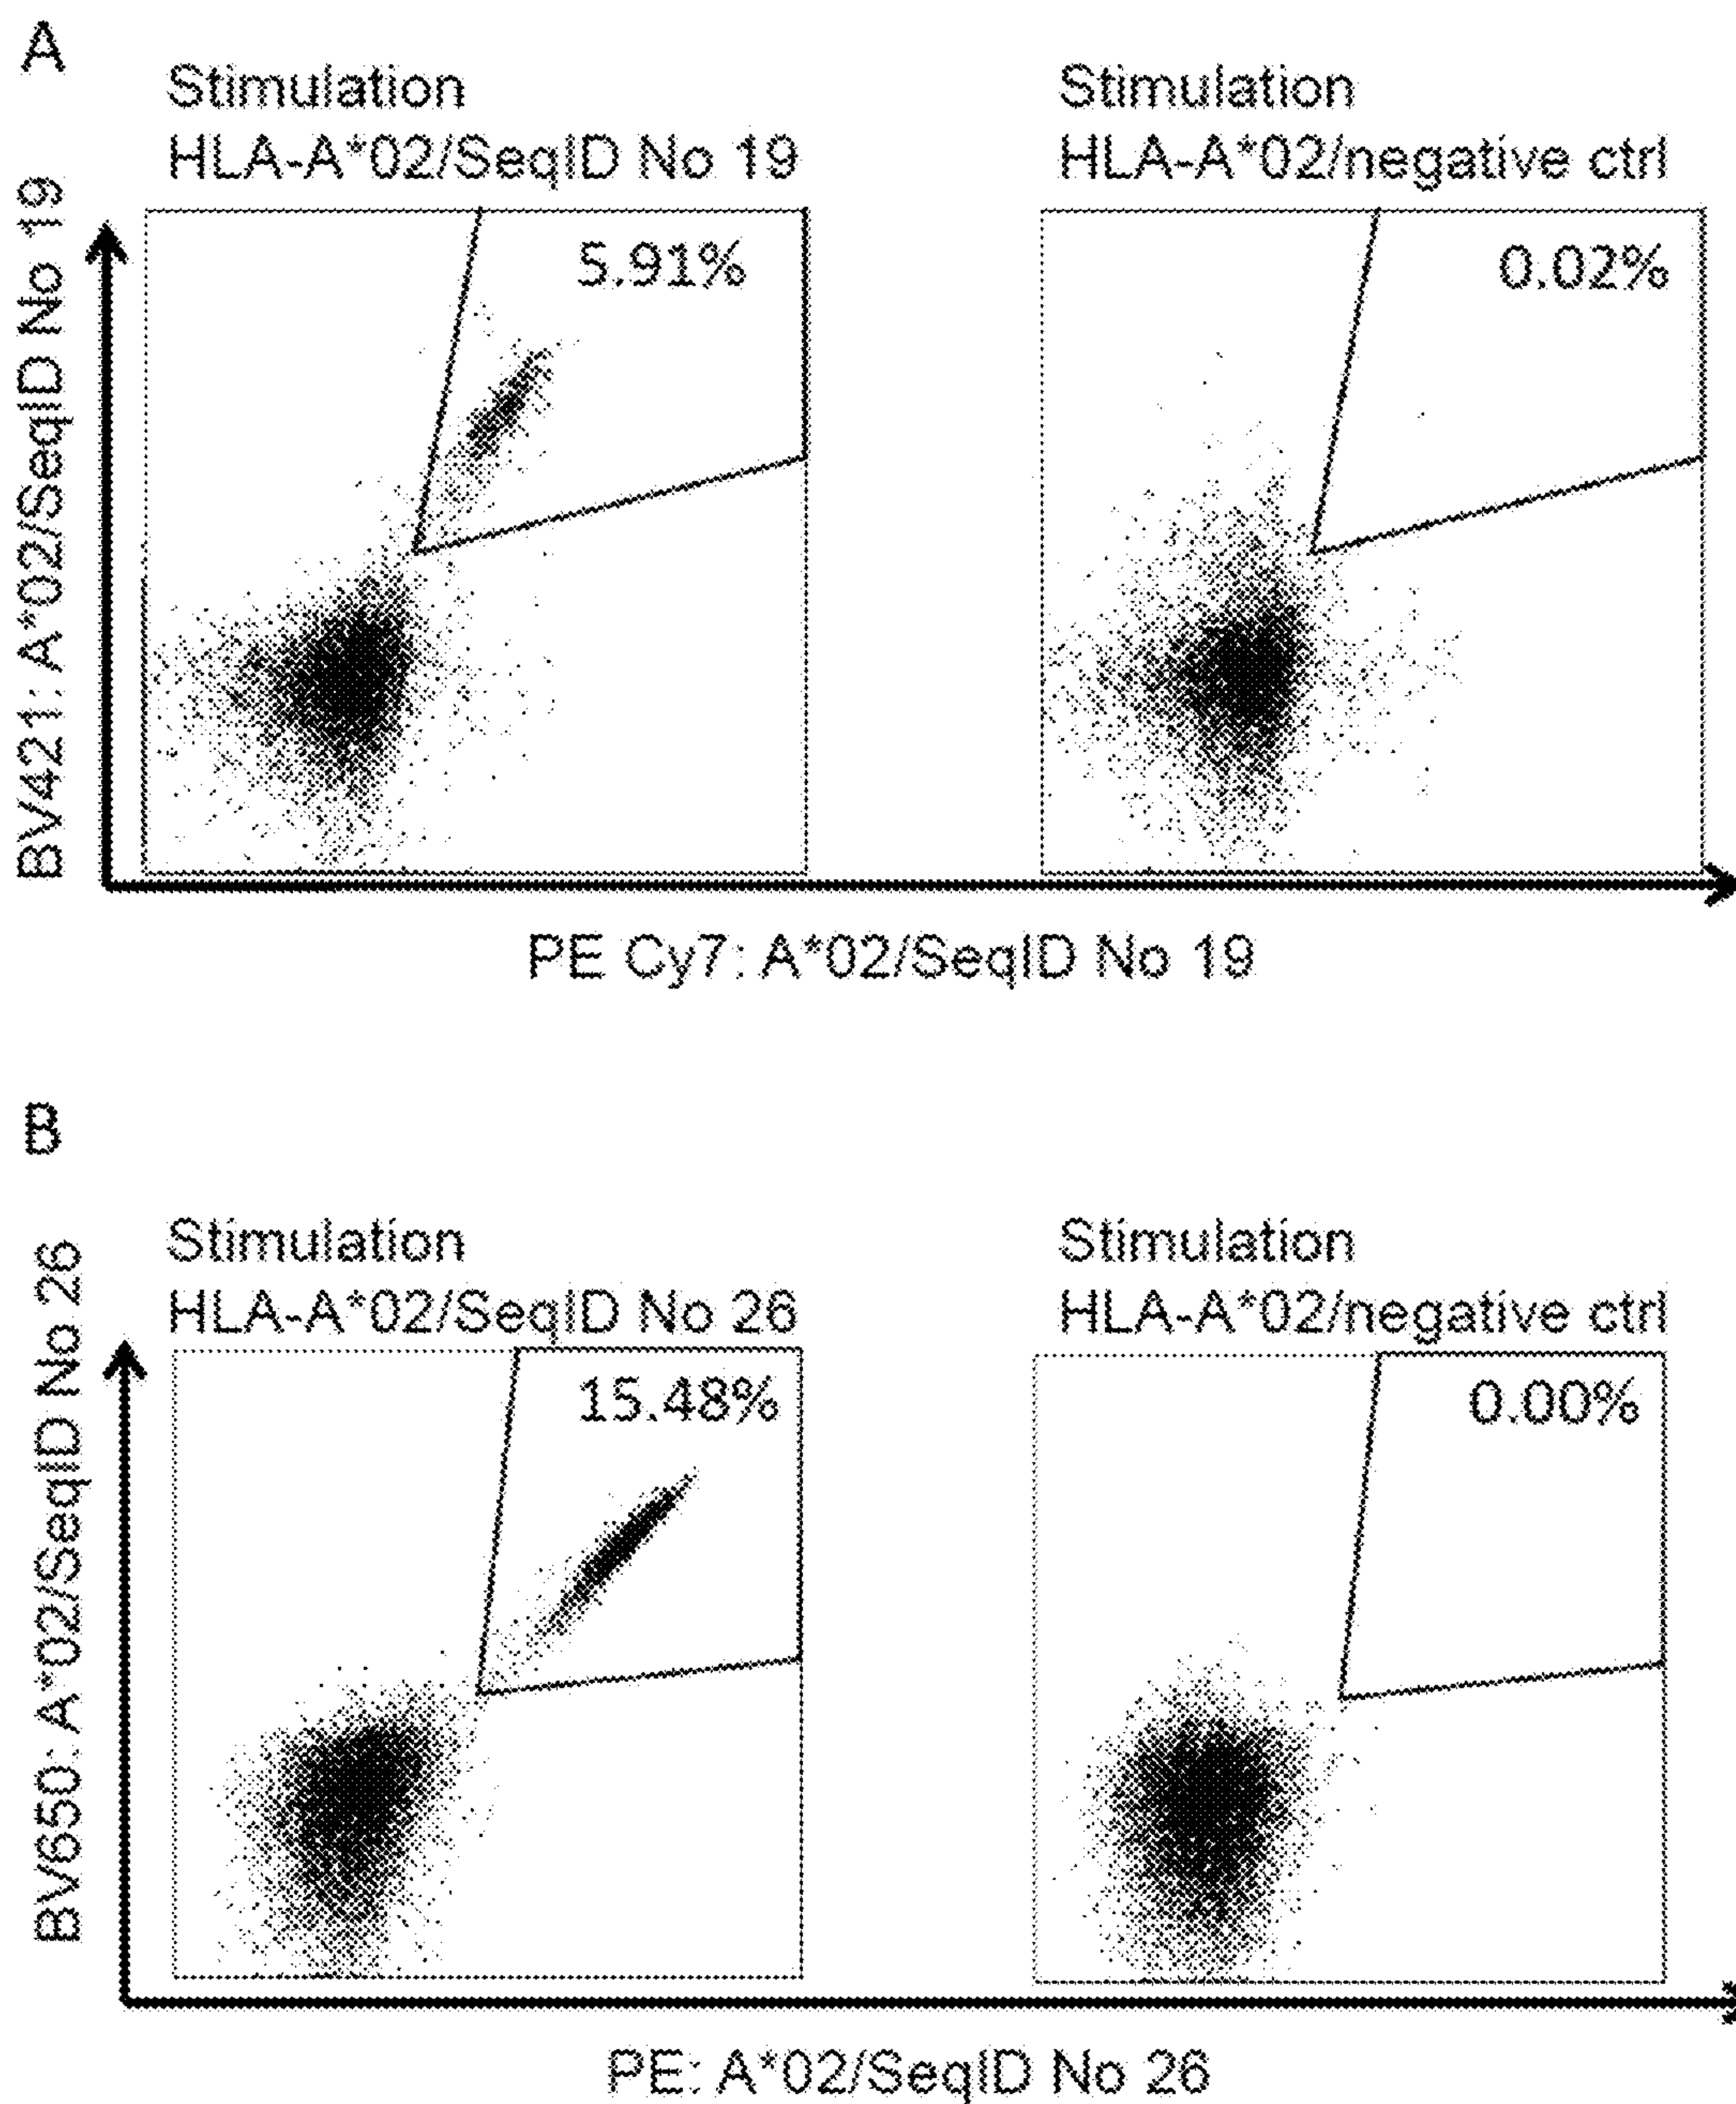 A
Stimulation
HLA-A*02/SeqID No 19
Stimulation
HLA-A*02/negative ctrl
BV421: A*02/SeqID No 19
5.91%
0.02%
PE Cy7: A*02/SeqID No 19
B
Stimulation
HLA-A*02/SeqID No 26
Stimulation
HLA-A*02/negative ctrl
BV650: A*02/SeqID No 26
15.48%
0.00%
PE: A*02/SeqID No 26